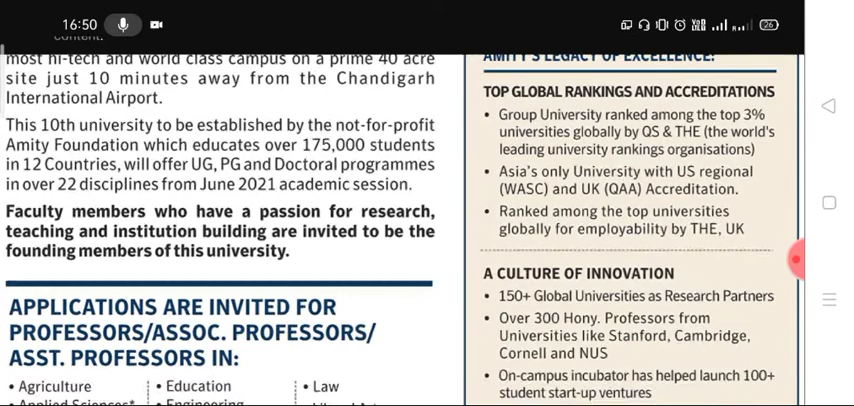 16:50
26
content.
most hi-tech and world class campus on a prime 40 acre
site just 10 minutes away from the Chandigarh
International Airport.
This 10th university to be established by the not-for-profit
Amity Foundation which educates over 175,000 students
in 12 Countries, will offer UG, PG and Doctoral programmes
in over 22 disciplines from June 2021 academic session.
Faculty members who have a passion for research,
teaching and institution building are invited to be the
founding members of this university.
APPLICATIONS ARE INVITED FOR
PROFESSORS/ASSOC. PROFESSORS/
ASST. PROFESSORS IN:
• Agriculture
• Applied Sciences*
• Education
• Engineering
• Law
AMITY'S LEGACY OF EXCELLENCE:
TOP GLOBAL RANKINGS AND ACCREDITATIONS
• Group University ranked among the top 3%
universities globally by QS & THE (the world's
leading university rankings organisations)
• Asia's only University with US regional
(WASC) and UK (QAA) Accreditation.
• Ranked among the top universities
globally for employability by THE, UK
A CULTURE OF INNOVATION
• 150+ Global Universities as Research Partners
• Over 300 Hony. Professors from
Universities like Stanford, Cambridge,
Cornell and NUS
• On-campus incubator has helped launch 100+
student start-up ventures